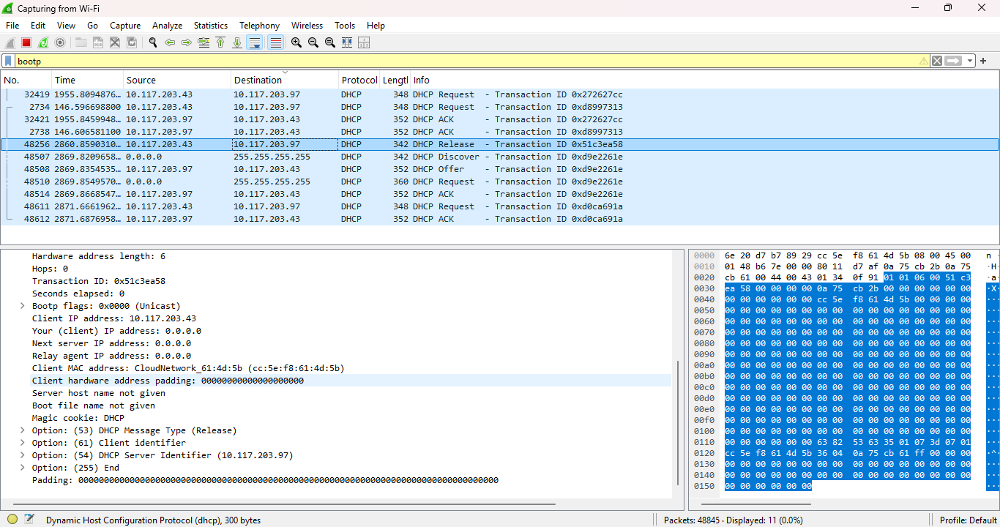 Capturing from Wi-Fi
File Edit View Go Capture Analyze Statistics Telephony Wireless Tools Help
bootp
No. Time Source Destination Protocol Lengtl Info
32419 1955.8094876… 10.117.203.43 10.117.203.97 DHCP 348 DHCP Request - Transaction ID 0x272627cc
2734 146.596698800 10.117.203.43 10.117.203.97 DHCP 348 DHCP Request - Transaction ID 0xd8997313
32421 1955.8459948… 10.117.203.97 10.117.203.43 DHCP 352 DHCP ACK - Transaction ID 0x272627cc
2738 146.606581100 10.117.203.97 10.117.203.43 DHCP 352 DHCP ACK - Transaction ID 0xd8997313
48256 2860.8590310… 10.117.203.43 10.117.203.97 DHCP 342 DHCP Release - Transaction ID 0x51c3ea58
48507 2869.8209658… 0.0.0.0 255.255.255.255 DHCP 342 DHCP Discover - Transaction ID 0xd9e2261e
48508 2869.8354535… 10.117.203.97 10.117.203.43 DHCP 352 DHCP Offer - Transaction ID 0xd9e2261e
48510 2869.8549570… 0.0.0.0 255.255.255.255 DHCP 360 DHCP Request - Transaction ID 0xd9e2261e
48514 2869.8668547… 10.117.203.97 10.117.203.43 DHCP 352 DHCP ACK - Transaction ID 0xd9e2261e
48611 2871.6661962… 10.117.203.43 10.117.203.97 DHCP 348 DHCP Request - Transaction ID 0xd0ca691a
48612 2871.6876958… 10.117.203.97 10.117.203.43 DHCP 352 DHCP ACK - Transaction ID 0xd0ca691a
Hardware address length: 6
Hops: 0
Transaction ID: 0x51c3ea58
Seconds elapsed: 0
> Bootp flags: 0x0000 (Unicast)
Client IP address: 10.117.203.43
Your (client) IP address: 0.0.0.0
Next server IP address: 0.0.0.0
Relay agent IP address: 0.0.0.0
Client MAC address: CloudNetwork_61:4d:5b (cc:5e:f8:61:4d:5b)
Client hardware address padding: 00000000000000000000
Server host name not given
Boot file name not given
Magic cookie: DHCP
> Option: (53) DHCP Message Type (Release)
> Option: (61) Client identifier
> Option: (54) DHCP Server Identifier (10.117.203.97)
> Option: (255) End
Padding: 0000000000000000000000000000000000000000000000000000000000000000000000000000000000
0000 6e 20 d7 b7 89 29 cc 5e f8 61 4d 5b 08 00 45 00 n
0010 01 48 b6 7e 00 00 80 11 d7 af 0a 75 cb 2b 0a 75 ·H·
0020 cb 61 00 44 00 43 01 34 0f 91 01 01 06 00 51 c3 ·a·
0030 ea 58 00 00 00 00 0a 75 cb 2b 00 00 00 00 00 00 ·X·
0040 00 00 00 00 00 00 cc 5e f8 61 4d 5b 00 00 00 00 ···
0050 00 00 00 00 00 00 00 00 00 00 00 00 00 00 00 00 ···
0060 00 00 00 00 00 00 00 00 00 00 00 00 00 00 00 00 ···
0070 00 00 00 00 00 00 00 00 00 00 00 00 00 00 00 00 ···
0080 00 00 00 00 00 00 00 00 00 00 00 00 00 00 00 00 ···
0090 00 00 00 00 00 00 00 00 00 00 00 00 00 00 00 00 ···
00a0 00 00 00 00 00 00 00 00 00 00 00 00 00 00 00 00 ···
00b0 00 00 00 00 00 00 00 00 00 00 00 00 00 00 00 00 ···
00c0 00 00 00 00 00 00 00 00 00 00 00 00 00 00 00 00 ···
00d0 00 00 00 00 00 00 00 00 00 00 00 00 00 00 00 00 ···
00e0 00 00 00 00 00 00 00 00 00 00 00 00 00 00 00 00 ···
00f0 00 00 00 00 00 00 00 00 00 00 00 00 00 00 00 00 ···
0100 00 00 00 00 00 00 00 00 00 00 00 00 00 00 00 00 ···
0110 00 00 00 00 00 00 63 82 53 63 35 01 07 3d 07 01 ···
0120 cc 5e f8 61 4d 5b 36 04 0a 75 cb 61 ff 00 00 00 ·^·
0130 00 00 00 00 00 00 00 00 00 00 00 00 00 00 00 00 ···
0140 00 00 00 00 00 00 00 00 00 00 00 00 00 00 00 00 ···
0150 00 00 00 00 00 00 ···
Dynamic Host Configuration Protocol (dhcp), 300 bytes Packets: 48845 · Displayed: 11 (0.0%) Profile: Default